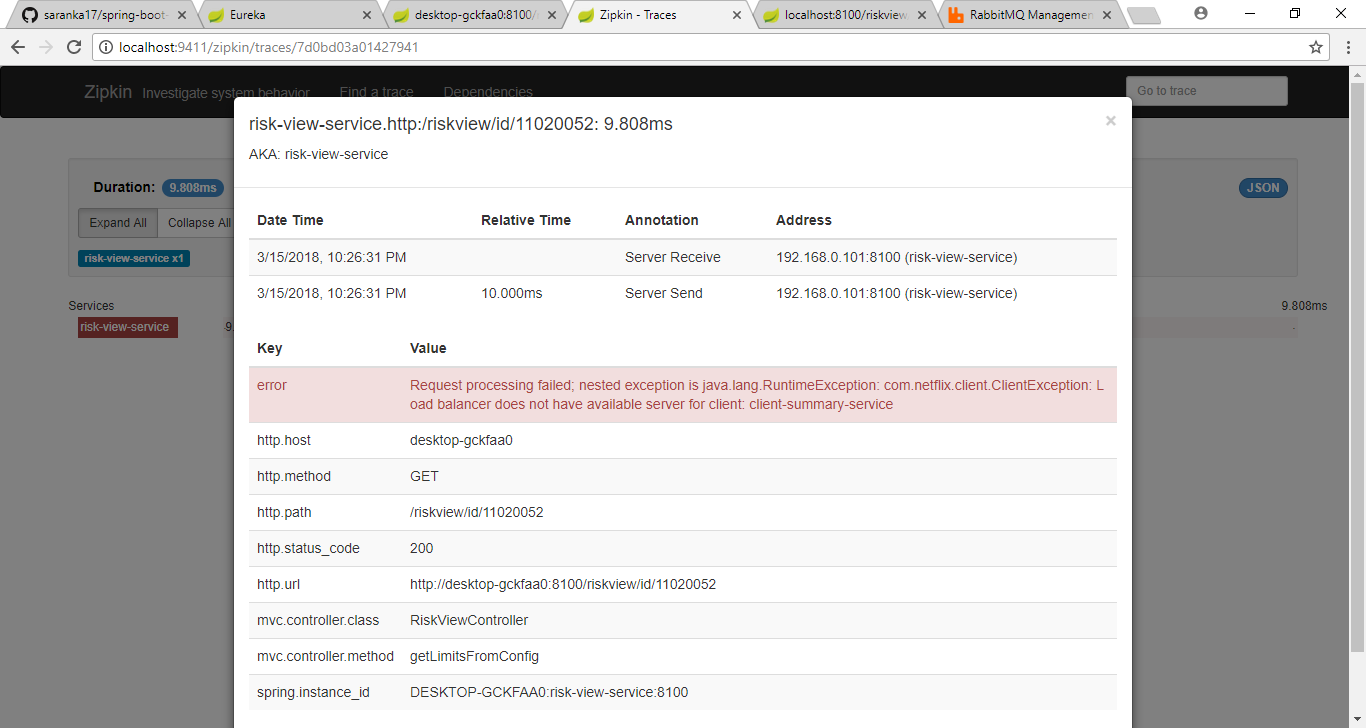 saranka17/spring-boot-
Eureka
desktop-gckfaa0:8100/r
Zipkin - Traces
localhost:8100/riskview
RabbitMQ Management
localhost:9411/zipkin/traces/7d0bd03a01427941
Zipkin Investigate system behavior Find a trace Dependencies Go to trace
risk-view-service.http:/riskview/id/11020052: 9.808ms
AKA: risk-view-service
Duration: 9.808ms JSON
Expand All Collapse All
risk-view-service x1
Services 9.808ms
risk-view-service 9.
Date Time Relative Time Annotation Address
3/15/2018, 10:26:31 PM Server Receive 192.168.0.101:8100 (risk-view-service)
3/15/2018, 10:26:31 PM 10.000ms Server Send 192.168.0.101:8100 (risk-view-service)
Key Value
error Request processing failed; nested exception is java.lang.RuntimeException: com.netflix.client.ClientException: L
oad balancer does not have available server for client: client-summary-service
http.host desktop-gckfaa0
http.method GET
http.path /riskview/id/11020052
http.status_code 200
http.url http://desktop-gckfaa0:8100/riskview/id/11020052
mvc.controller.class RiskViewController
mvc.controller.method getLimitsFromConfig
spring.instance_id DESKTOP-GCKFAA0:risk-view-service:8100